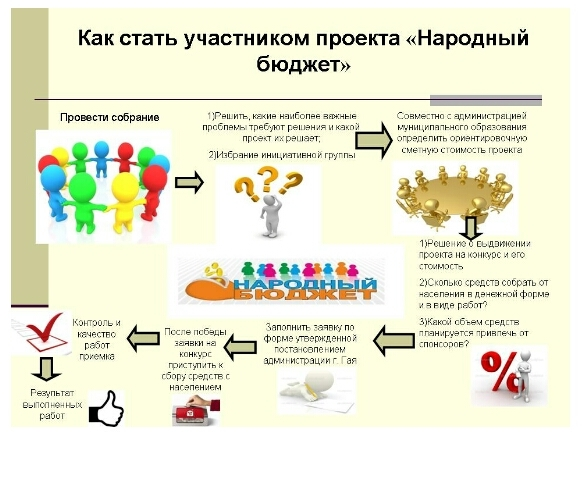 Как стать участником проекта «Народный
бюджет»
Провести собрание
1)Решить, какие наиболее важные
проблемы требуют решения и какой
проект их решает;
2)Избрание инициативной группы
Совместно с администрацией
муниципального образования
определить ориентировочную
сметную стоимость проекта
1)Решение о выдвижении
проекта на конкурс и его
стоимость
2)Сколько средств собрать от
населения в денежной форме
и в виде работ?
3)Какой объем средств
планируется привлечь от
спонсоров?
НАРОДНЫЙ
БЮДЖЕТ
Заполнить заявку по
форме утвержденной
постановлением
администрации г. Гая
После победы
заявки на
конкурс
приступить к
сбору средств с
населением
Контроль и
качество
работ
приемка
Результат
выполненных
работ